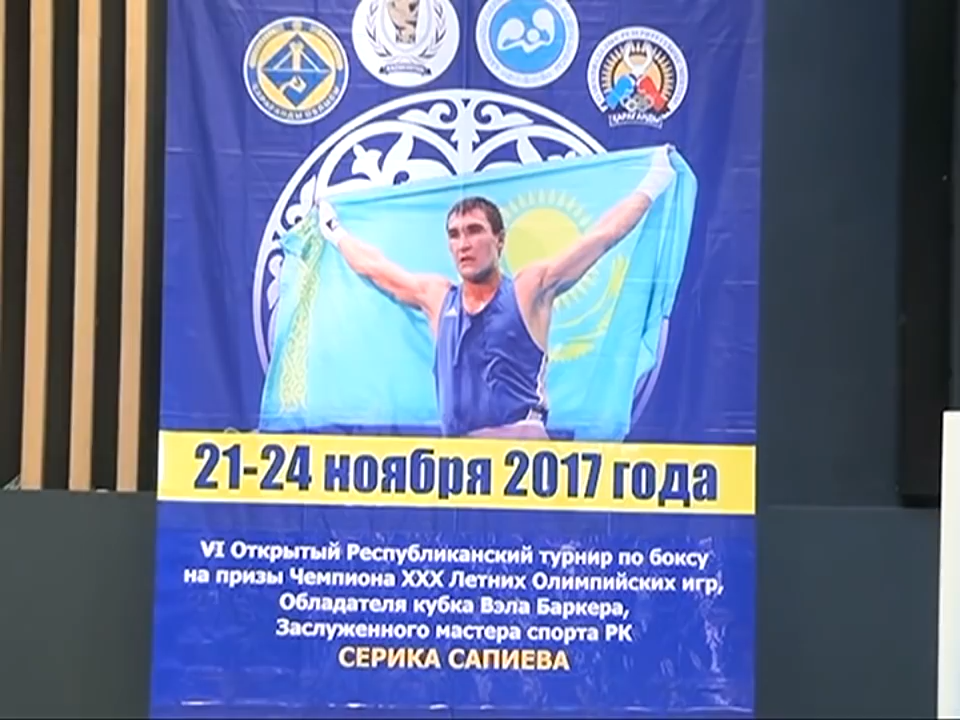 ҚАРАҒАНДЫ
21-24 ноября 2017 года
VI Открытый Республиканский турнир по боксу
на призы Чемпиона XXX Летних Олимпийских игр,
Обладателя кубка Вэла Баркера,
Заслуженного мастера спорта РК
СЕРИКА САПИЕВА